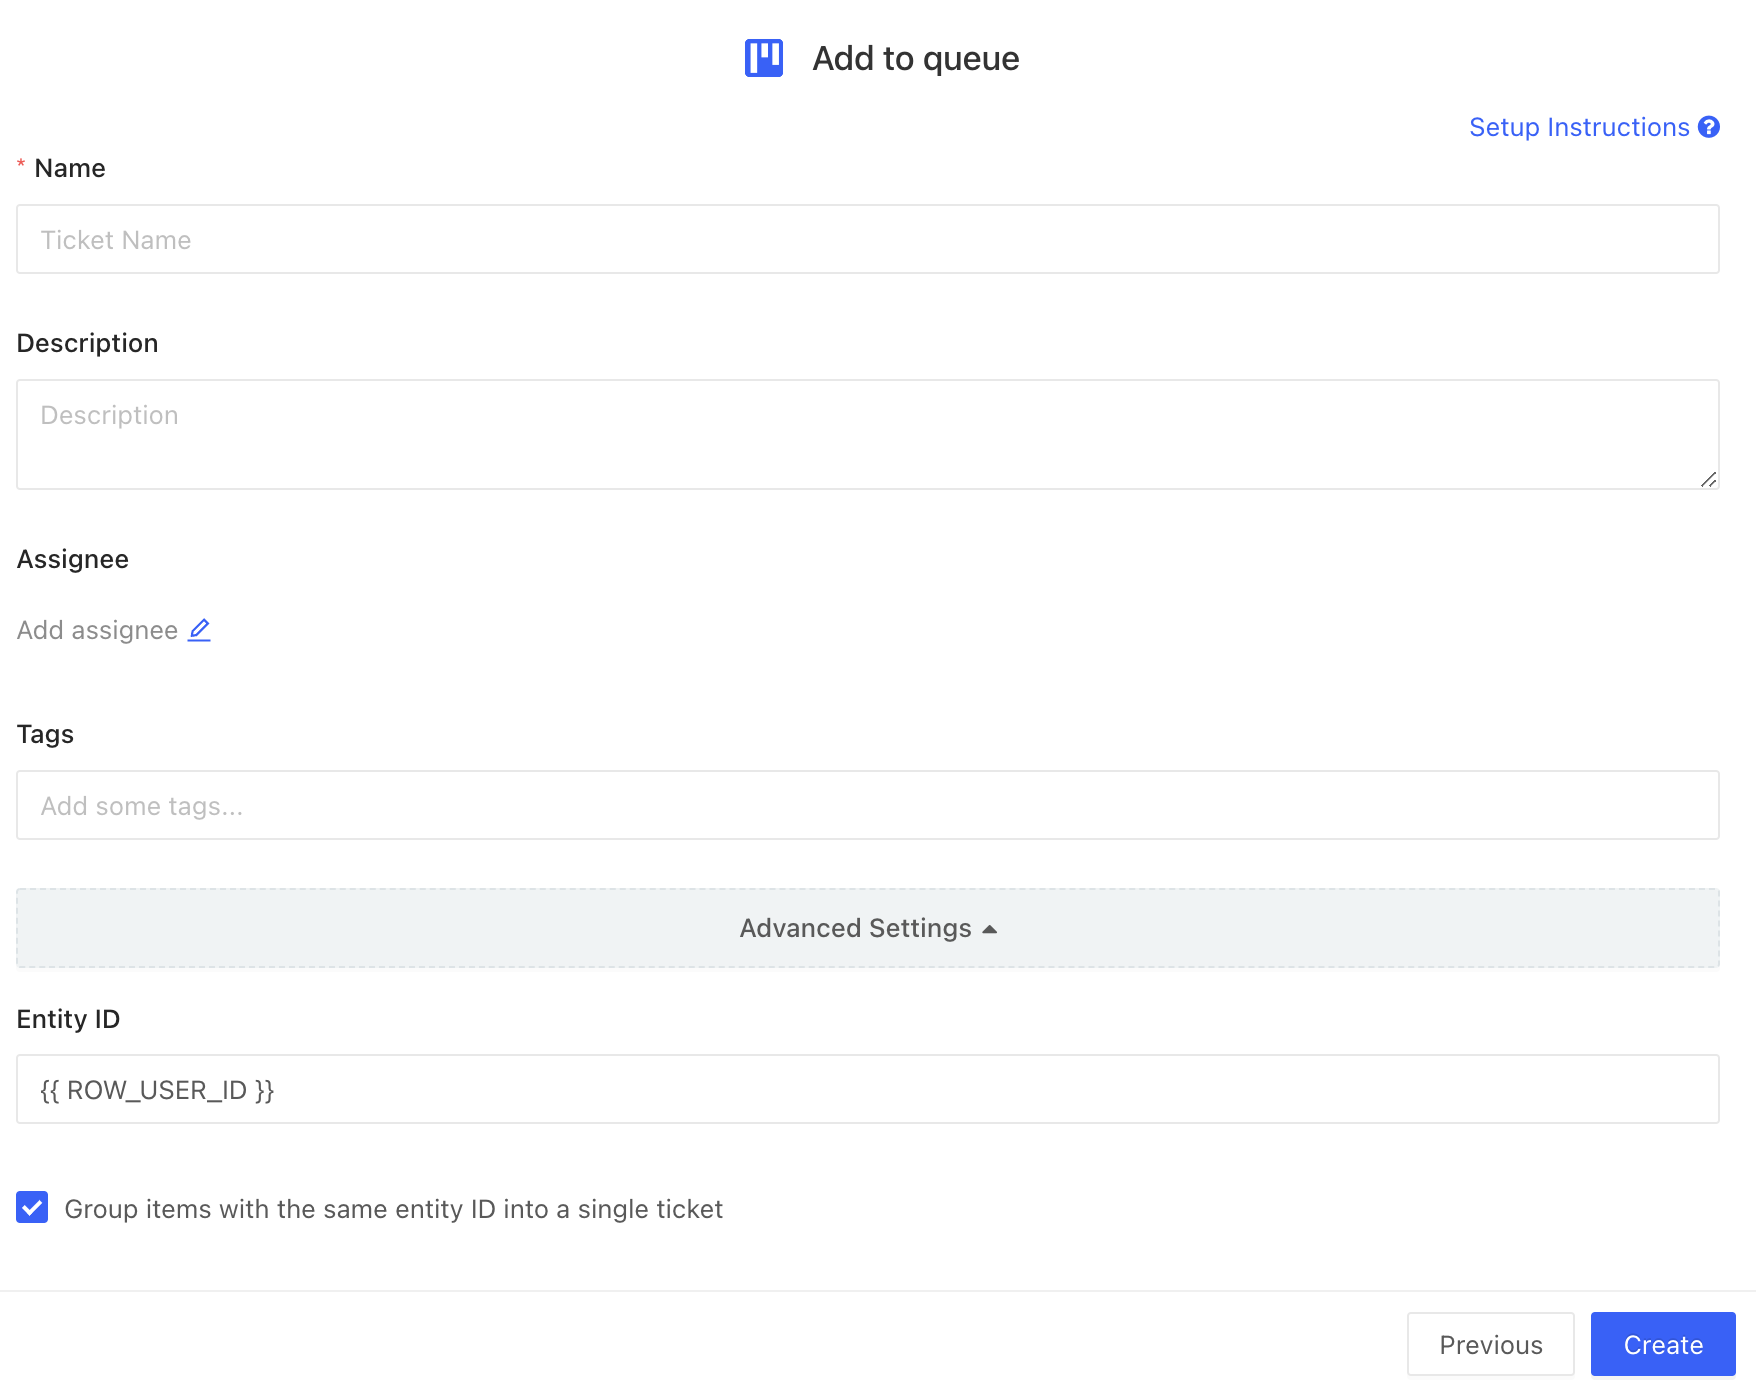 Add to queue
Setup Instructions
* Name
Ticket Name
Description
Description
Assignee
Add assignee
Tags
Add some tags...
Advanced Settings
Entity ID
{{ ROW_USER_ID }}
Group items with the same entity ID into a single ticket
Previous
Create